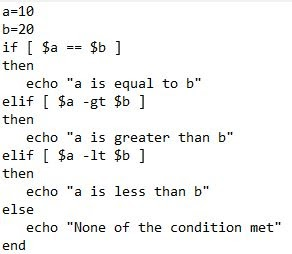 a=10
b=20
if [ $a == $b ]
then
   echo "a is equal to b"
elif [ $a -gt $b ]
then
   echo "a is greater than b"
elif [ $a -lt $b ]
then
   echo "a is less than b"
else
   echo "None of the condition met"
end